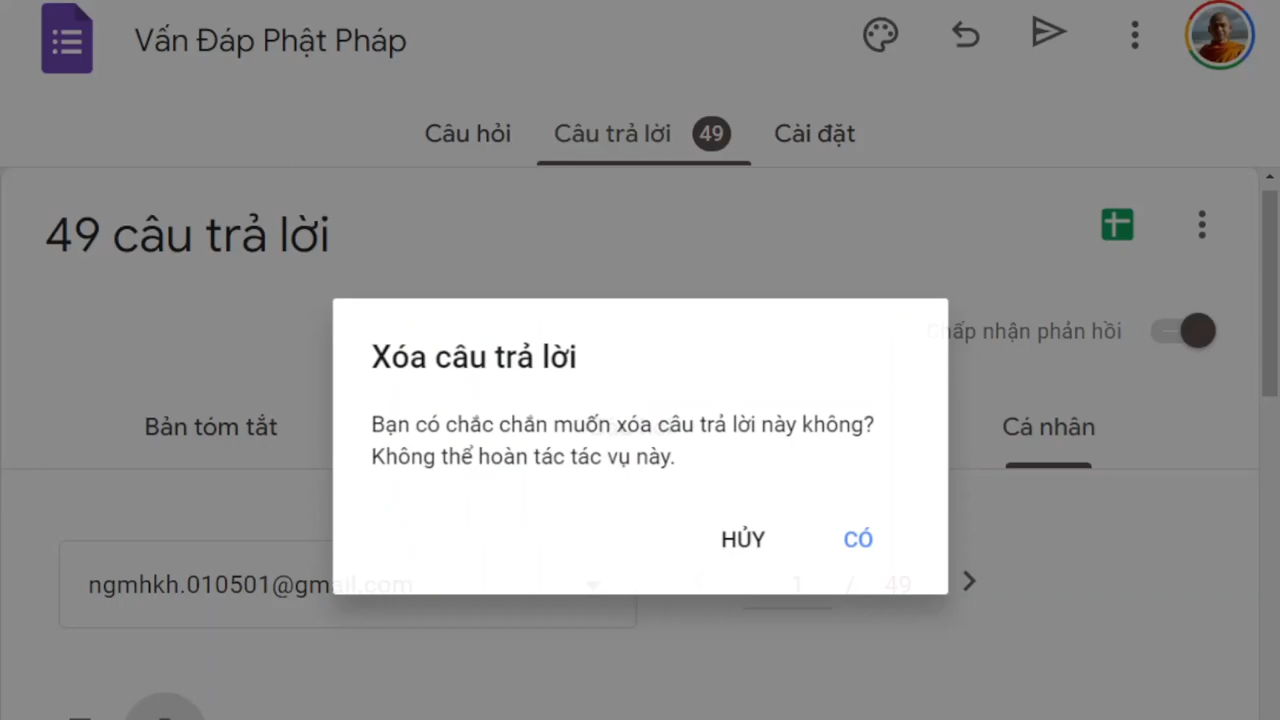 Vấn Đáp Phật Pháp
Câu hỏi Câu trả lời 49 Cài đặt
49 câu trả lời
Chấp nhận phản hồi
Xóa câu trả lời
Bạn có chắc chắn muốn xóa câu trả lời này không?
Không thể hoàn tác tác vụ này.
HỦY CÓ
Bản tóm tắt Cá nhân
ngmhkh.010501@gmail.com 1 / 49